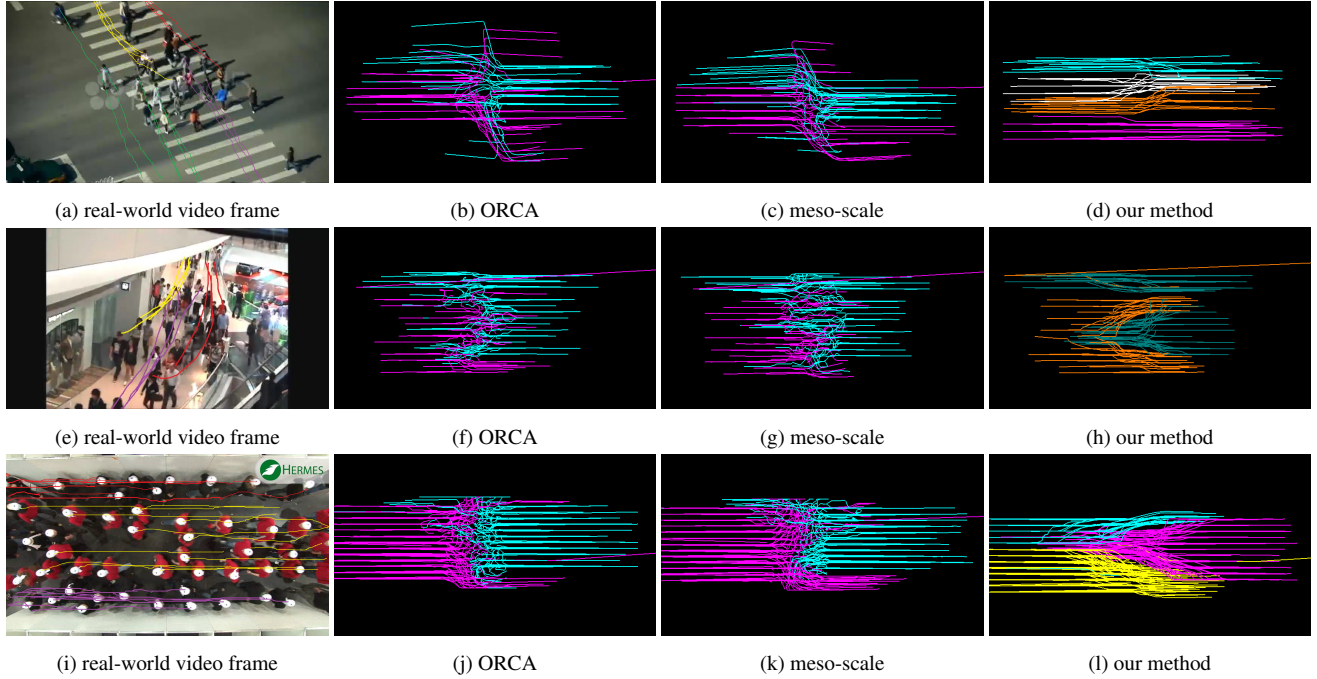 (a) real-world video frame
(b) ORCA
(c) meso-scale
(d) our method
(e) real-world video frame
(f) ORCA
(g) meso-scale
(h) our method
HERMES
(i) real-world video frame
(j) ORCA
(k) meso-scale
(l) our method